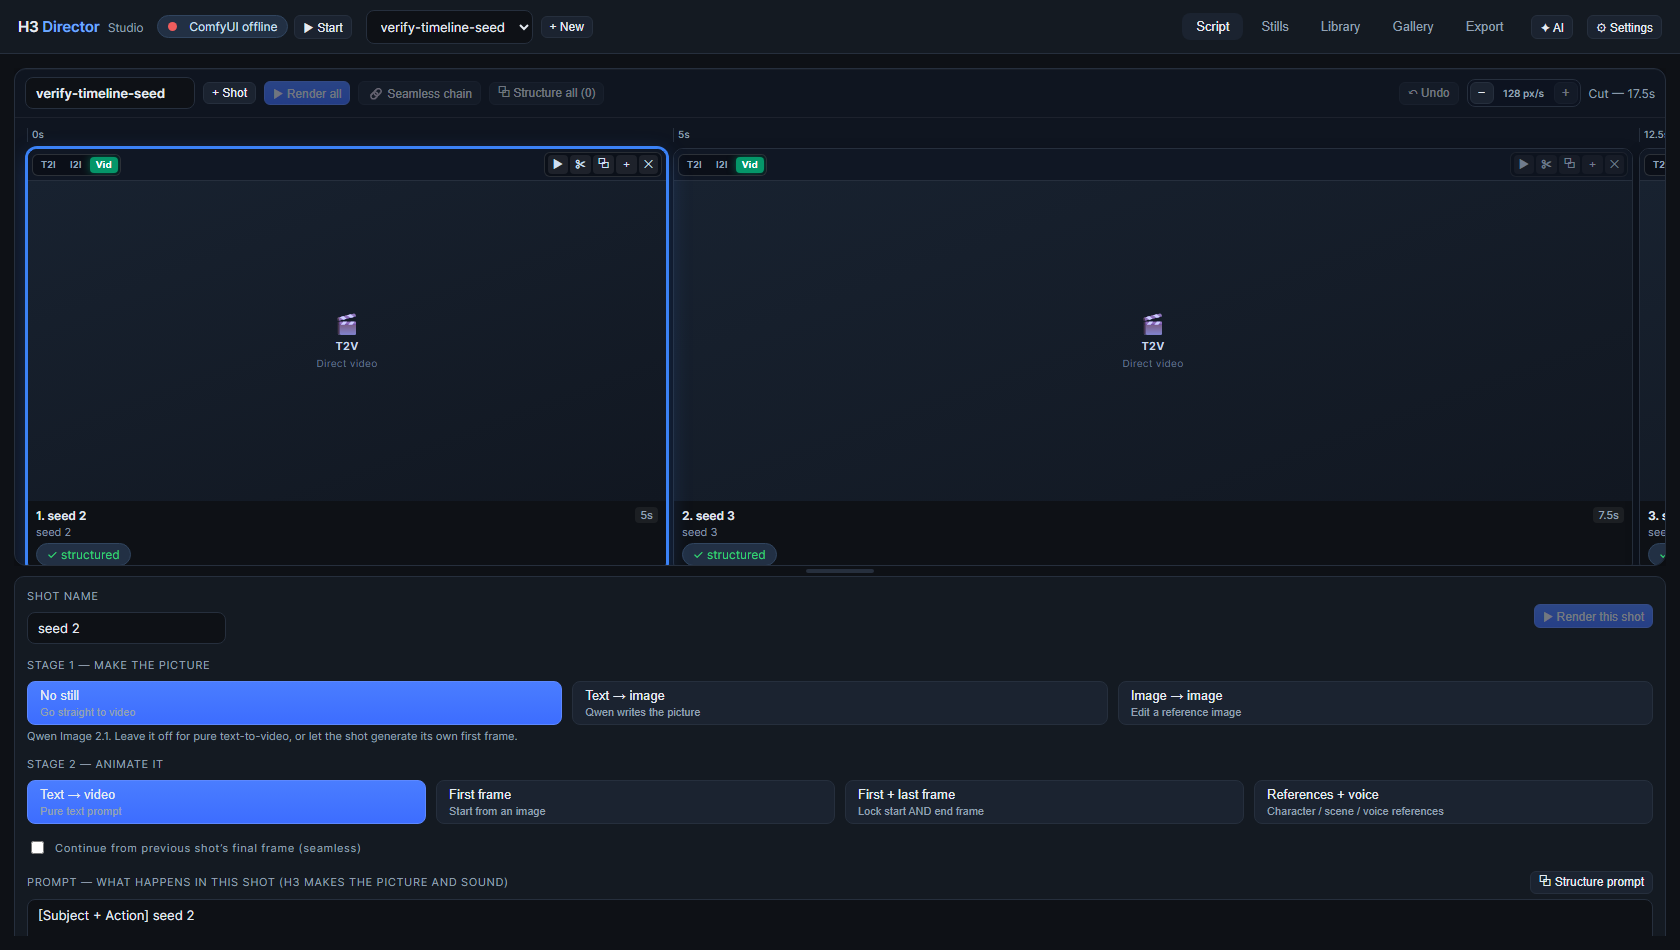 H3 Director Studio ComfyUI offline ▶ Start verify-timeline-seed + New Script Stills Library Gallery Export ✦ AI ⚙ Settings
verify-timeline-seed + Shot ▶ Render all 🔗 Seamless chain Structure all (0) ↶ Undo − 128 px/s + Cut — 17.5s
0s 5s 12.5s
T2I I2I Vid ▶ ✂ + ✕ T2I I2I Vid ▶ ✂ + ✕
T2V T2V
Direct video Direct video
1. seed 2 5s 2. seed 3 7.5s 3.
seed 2 seed 3
✓ structured ✓ structured ✓
SHOT NAME
▶ Render this shot
seed 2
STAGE 1 — MAKE THE PICTURE
No still Text → image Image → image
Go straight to video Qwen writes the picture Edit a reference image
Qwen Image 2.1. Leave it off for pure text-to-video, or let the shot generate its own first frame.
STAGE 2 — ANIMATE IT
Text → video First frame First + last frame References + voice
Pure text prompt Start from an image Lock start AND end frame Character / scene / voice references
Continue from previous shot's final frame (seamless)
PROMPT — WHAT HAPPENS IN THIS SHOT (H3 MAKES THE PICTURE AND SOUND) Structure prompt
[Subject + Action] seed 2